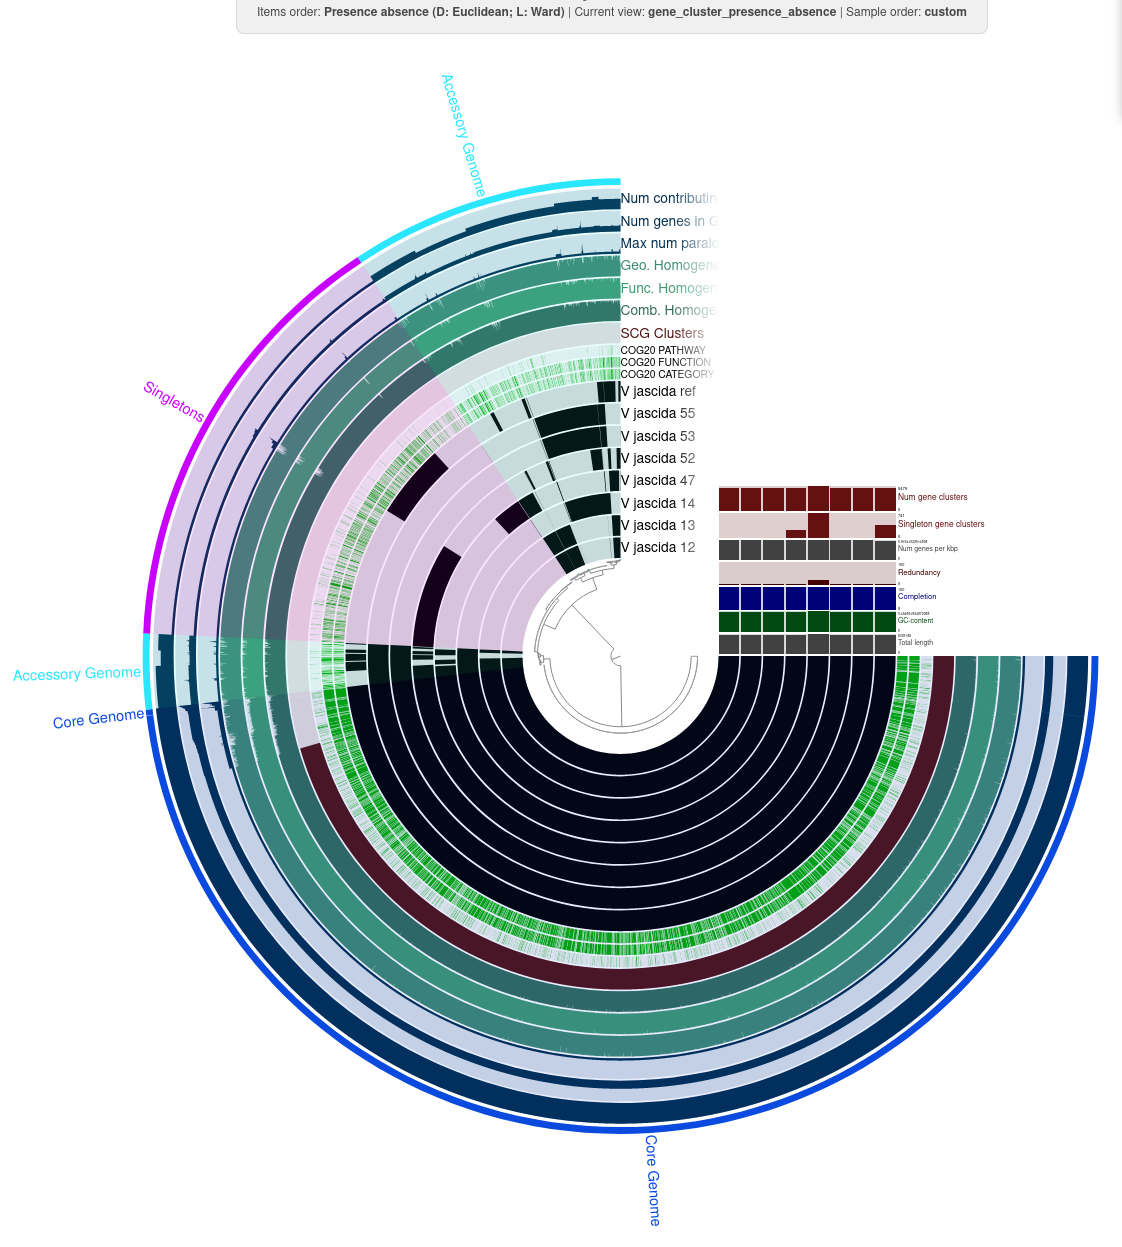 Items order: Presence absence (D: Euclidean; L: Ward) | Current view: gene_cluster_presence_absence | Sample order: custom
Accessory Genome
Num contributin
Num genes in G
Max num paralo
Geo. Homogene
Func. Homogen
Comb. Homoge
SCG Clusters
COG20 PATHWAY
COG20 FUNCTION
COG20 CATEGORY
V jascida ref
V jascida 55
V jascida 53
V jascida 52
V jascida 47
V jascida 14
V jascida 13
V jascida 12
Singletons
Num gene clusters
Singleton gene clusters
Num genes per kbp
Redundancy
Completion
GC-content
Total length
Accessory Genome
Core Genome
Core Genome